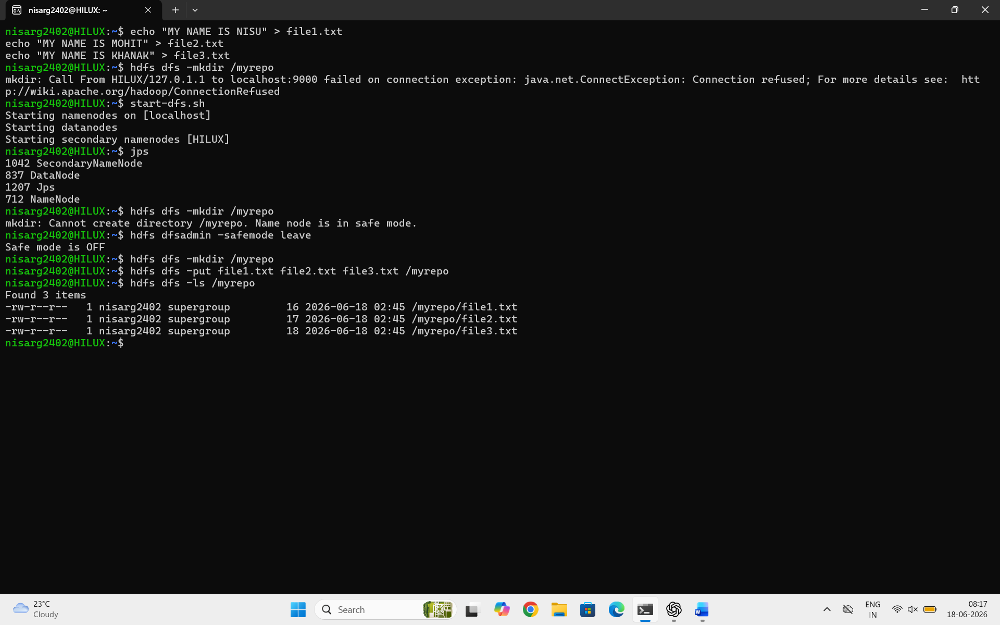 nisarg2402@HILUX: ~
nisarg2402@HILUX:~$ echo "MY NAME IS NISU" > file1.txt
echo "MY NAME IS MOHIT" > file2.txt
echo "MY NAME IS KHANAK" > file3.txt
nisarg2402@HILUX:~$ hdfs dfs -mkdir /myrepo
mkdir: Call From HILUX/127.0.1.1 to localhost:9000 failed on connection exception: java.net.ConnectException: Connection refused; For more details see:  htt
p://wiki.apache.org/hadoop/ConnectionRefused
nisarg2402@HILUX:~$ start-dfs.sh
Starting namenodes on [localhost]
Starting datanodes
Starting secondary namenodes [HILUX]
nisarg2402@HILUX:~$ jps
1042 SecondaryNameNode
837 DataNode
1207 Jps
712 NameNode
nisarg2402@HILUX:~$ hdfs dfs -mkdir /myrepo
mkdir: Cannot create directory /myrepo. Name node is in safe mode.
nisarg2402@HILUX:~$ hdfs dfsadmin -safemode leave
Safe mode is OFF
nisarg2402@HILUX:~$ hdfs dfs -mkdir /myrepo
nisarg2402@HILUX:~$ hdfs dfs -put file1.txt file2.txt file3.txt /myrepo
nisarg2402@HILUX:~$ hdfs dfs -ls /myrepo
Found 3 items
-rw-r--r--   1 nisarg2402 supergroup         16 2026-06-18 02:45 /myrepo/file1.txt
-rw-r--r--   1 nisarg2402 supergroup         17 2026-06-18 02:45 /myrepo/file2.txt
-rw-r--r--   1 nisarg2402 supergroup         18 2026-06-18 02:45 /myrepo/file3.txt
nisarg2402@HILUX:~$
23°C
Cloudy
Search
ENG
IN
08:17
18-06-2026